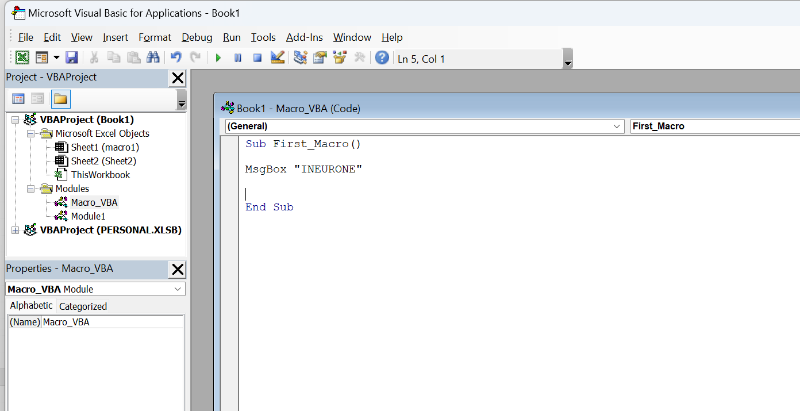 Microsoft Visual Basic for Applications - Book1
File Edit View Insert Format Debug Run Tools Add-Ins Window Help
Ln 5, Col 1
Project - VBAProject
VBAProject (Book1)
Microsoft Excel Objects
Sheet1 (macro1)
Sheet2 (Sheet2)
ThisWorkbook
Modules
Macro_VBA
Module1
VBAProject (PERSONAL.XLSB)
Properties - Macro_VBA
Macro_VBA Module
Alphabetic Categorized
(Name) Macro_VBA
Book1 - Macro_VBA (Code)
(General) First_Macro
Sub First_Macro()
MsgBox "INEURONE"
End Sub